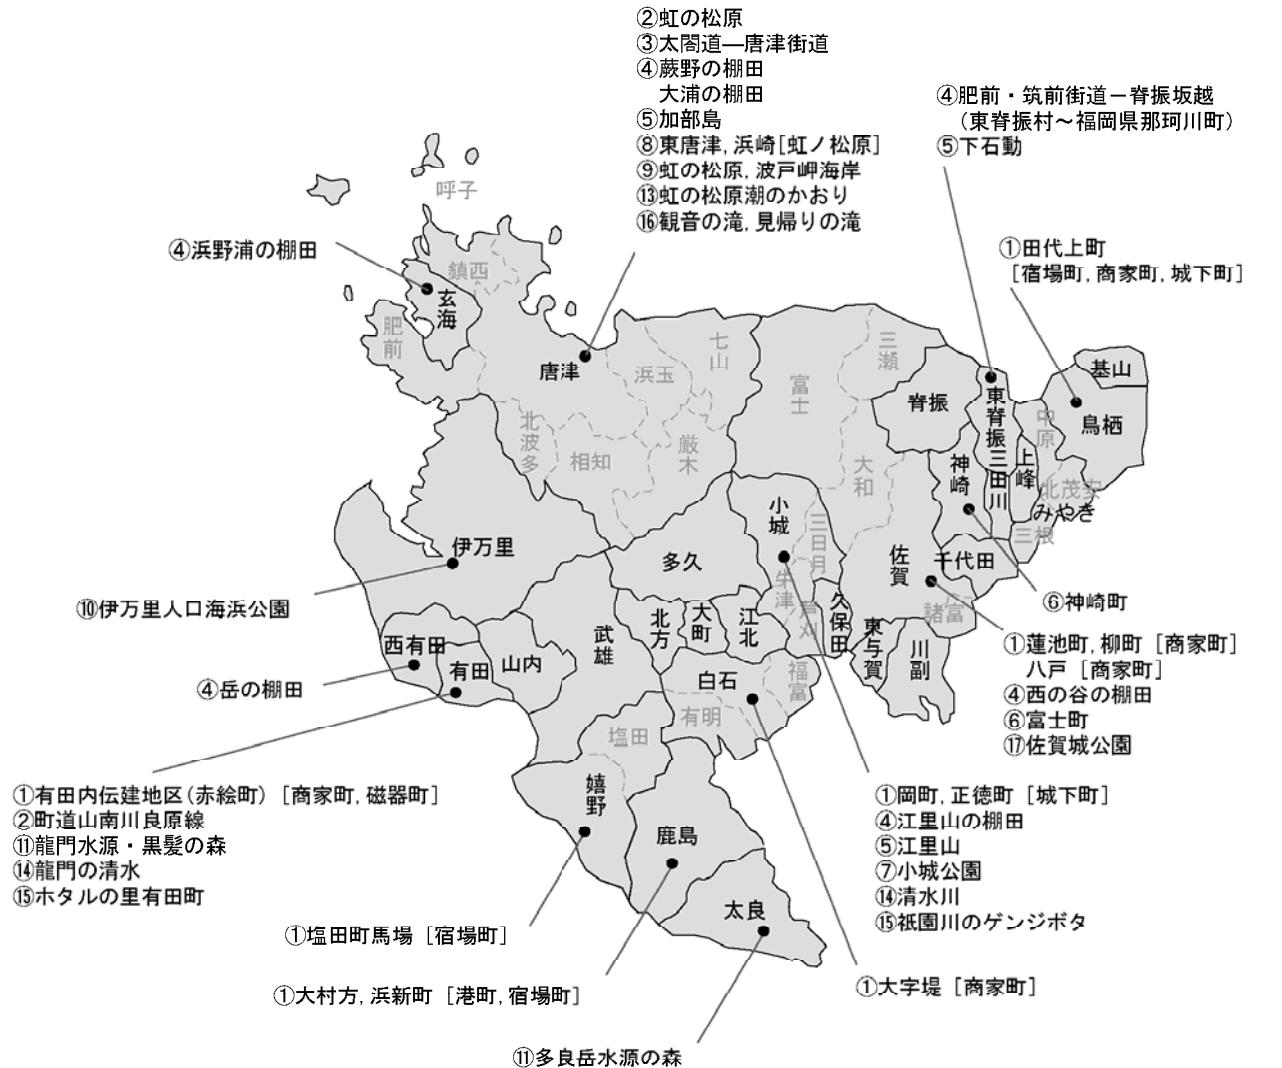 ②虹の松原
③太閤道―唐津街道
④蕨野の棚田
大浦の棚田
⑤加部島
⑧東唐津, 浜崎[虹ノ松原]
⑨虹の松原, 波戸岬海岸
⑬虹の松原潮のかおり
⑯観音の滝, 見帰りの滝
④肥前・筑前街道－脊振坂越
（東脊振村～福岡県那珂川町）
⑤下石動
①田代上町
[宿場町, 商家町, 城下町]
④浜野浦の棚田
呼子
鎮西
玄海
肥前
唐津
浜玉
七山
富士
三瀬
脊振
東脊振
中原
基山
鳥栖
北波多
相知
厳木
大和
神崎
三田川
上峰
北茂安
みやき
三根
小城
三日月
牛津
芦刈
佐賀
千代田
諸富
伊万里
多久
北方
大町
江北
久保田
東与賀
川副
西有田
有田
山内
武雄
白石
福富
有明
塩田
嬉野
鹿島
太良
⑩伊万里人口海浜公園
④岳の棚田
⑥神崎町
①蓮池町, 柳町 [商家町]
八戸 [商家町]
④西の谷の棚田
⑥富士町
⑰佐賀城公園
①有田内伝建地区(赤絵町) [商家町, 磁器町]
②町道山南川良原線
⑪龍門水源・黒髪の森
⑭龍門の清水
⑮ホタルの里有田町
①岡町, 正徳町 [城下町]
④江里山の棚田
⑤江里山
⑦小城公園
⑭清水川
⑮祇園川のゲンジボタ
①塩田町馬場 [宿場町]
①大村方, 浜新町 [港町, 宿場町]
①大字堤 [商家町]
⑪多良岳水源の森